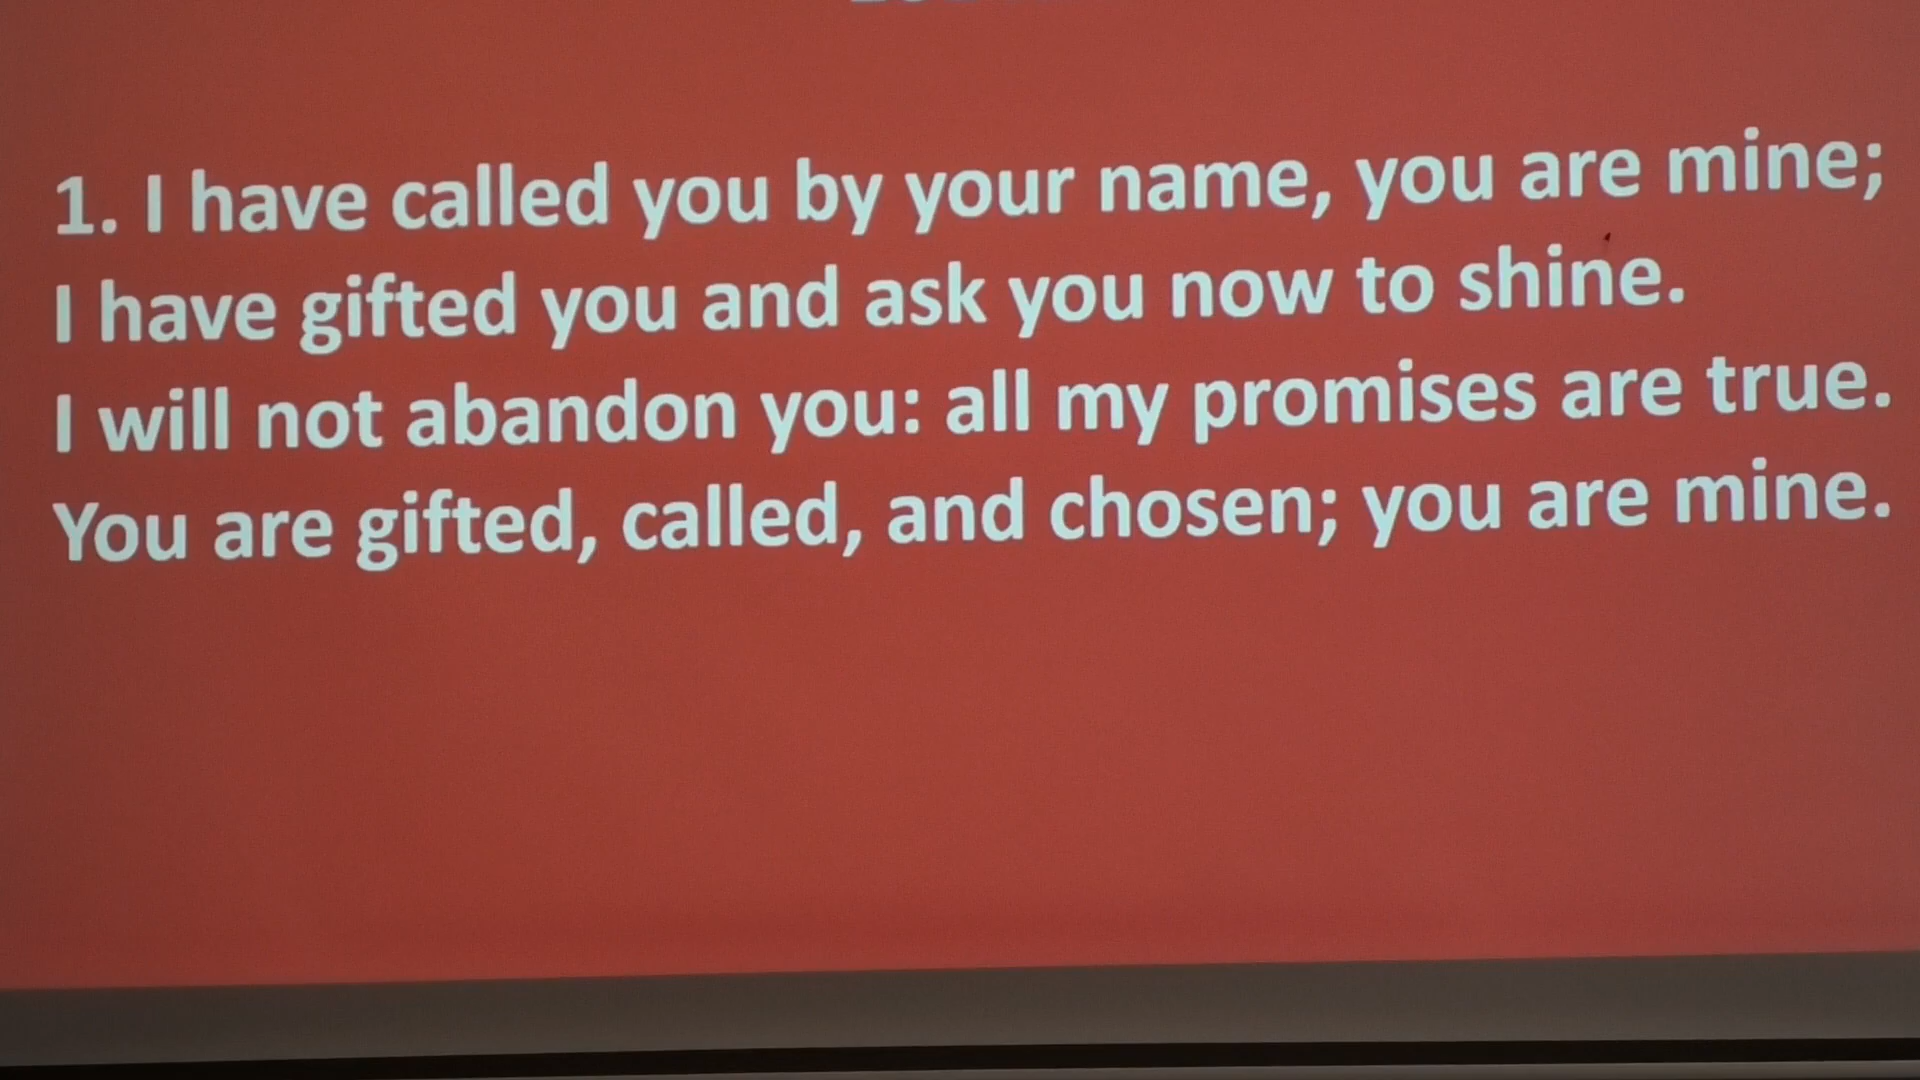 1. I have called you by your name, you are mine;
I have gifted you and ask you now to shine.
I will not abandon you: all my promises are true.
You are gifted, called, and chosen; you are mine.